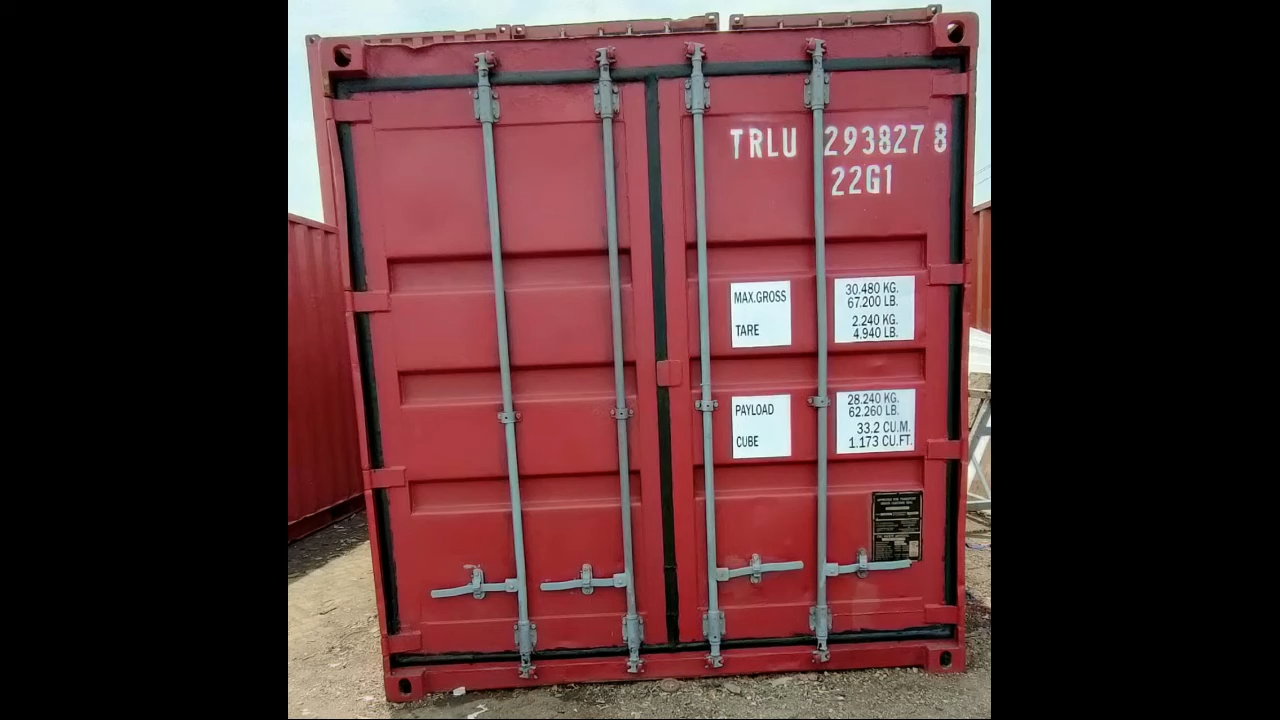 TRLU 293827 8
22G1
MAX.GROSS 30.480 KG.
67.200 LB.
TARE 2.240 KG.
4.940 LB.
PAYLOAD 28.240 KG.
62.260 LB.
CUBE 33.2 CU.M.
1.173 CU.FT.